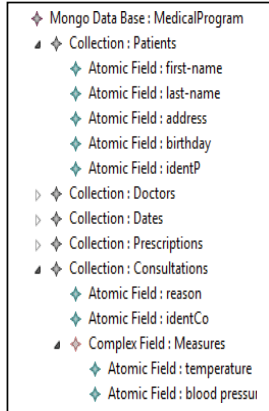 Mongo Data Base : MedicalProgram
Collection : Patients
Atomic Field : first-name
Atomic Field : last-name
Atomic Field : address
Atomic Field : birthday
Atomic Field : identP
Collection : Doctors
Collection : Dates
Collection : Prescriptions
Collection : Consultations
Atomic Field : reason
Atomic Field : identCo
Complex Field : Measures
Atomic Field : temperature
Atomic Field : blood pressur